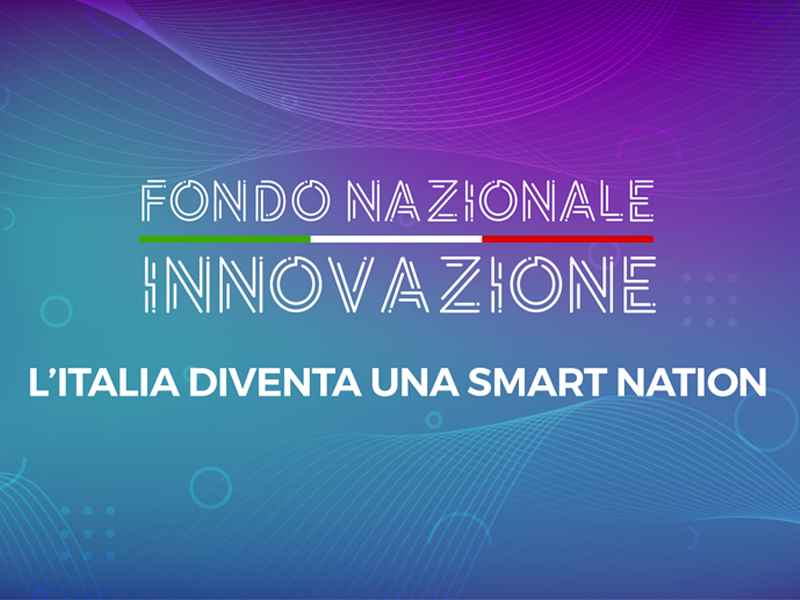 FONDO NAZIONALE
INNOVAZIONE
L'ITALIA DIVENTA UNA SMART NATION